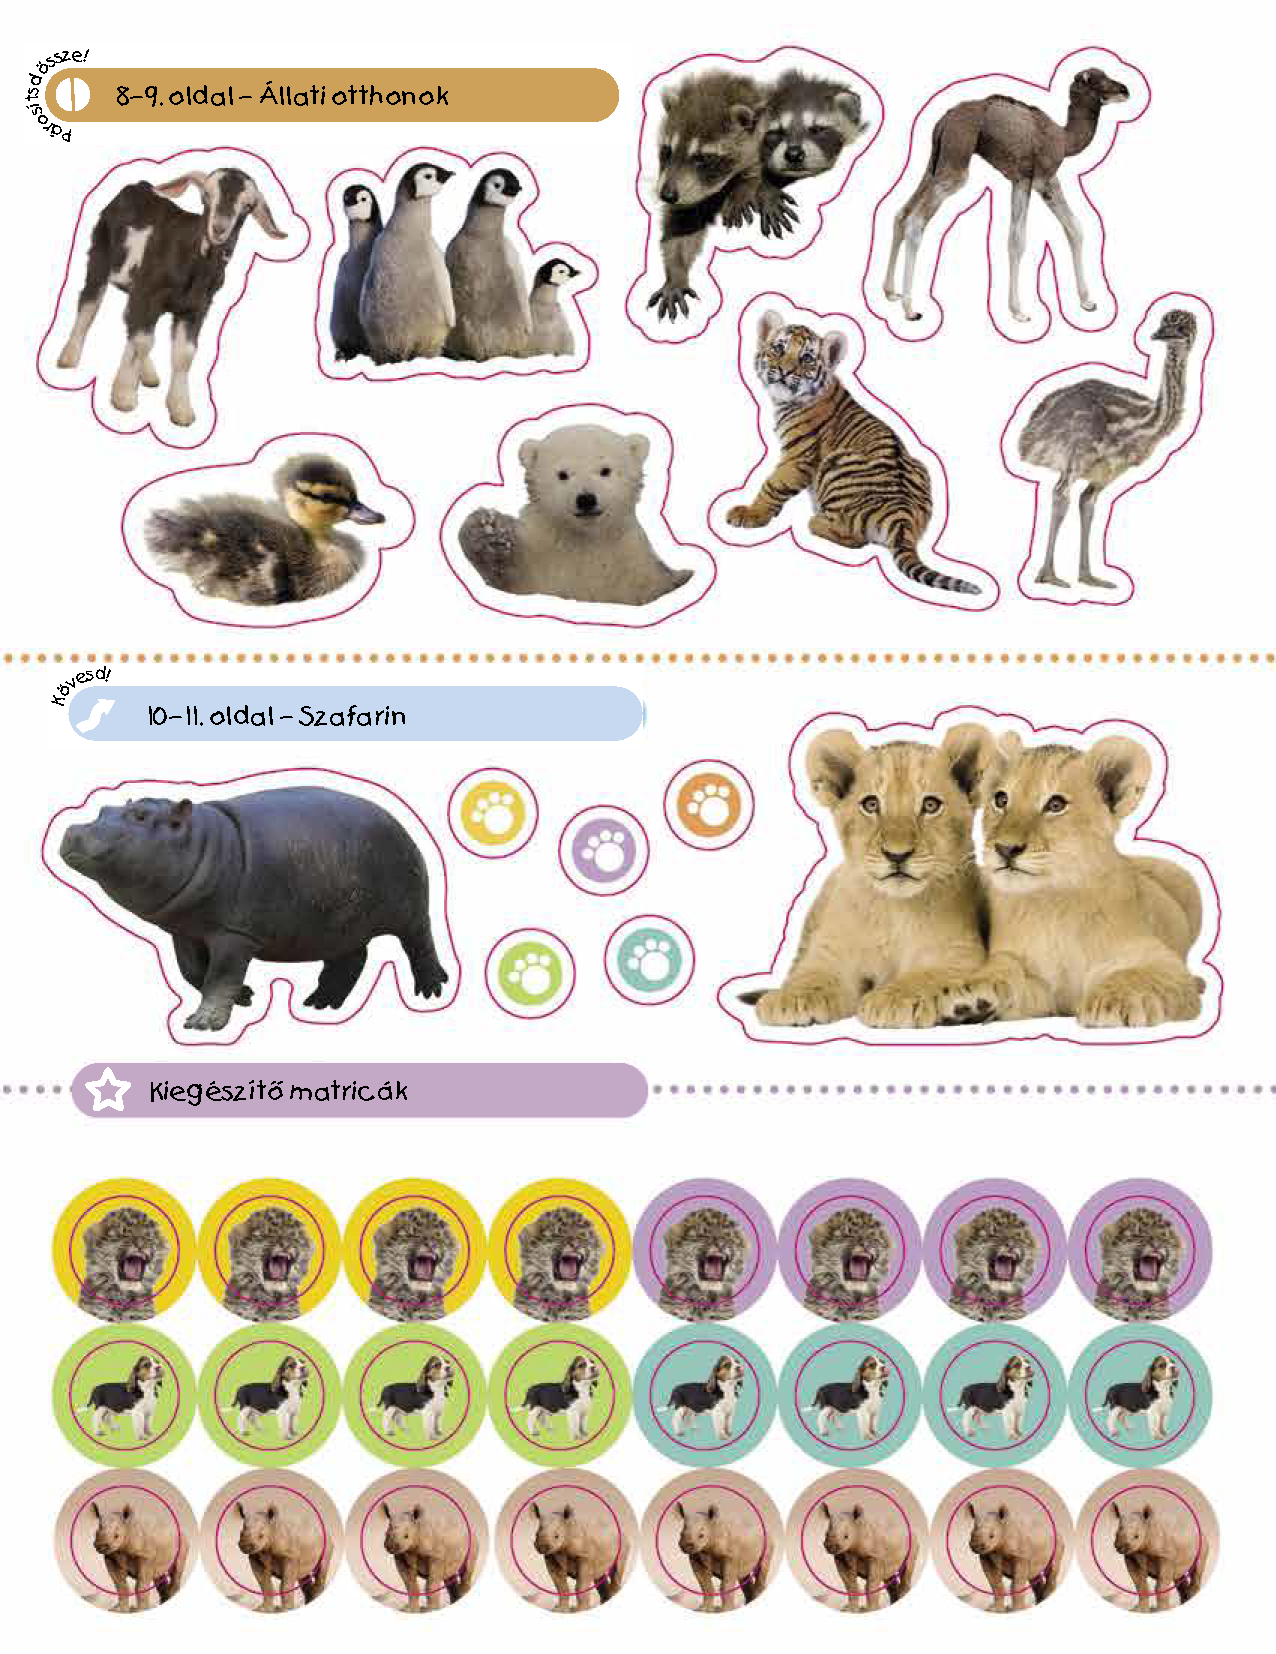 Párosítsd össze!
8-9. oldal - Állati otthonok
Kövesd!
10-11. oldal - Szafarin
Kiegészítő matricák